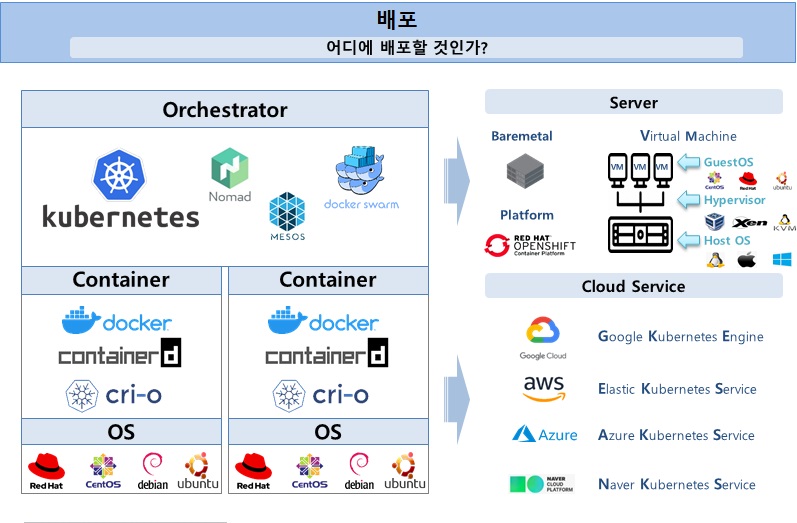 배포
어디에 배포할 것인가?
Orchestrator
kubernetes
Nomad
MESOS
docker swarm
Container
docker
containerd
cri-o
OS
Red Hat
CentOS
debian
ubuntu
Container
docker
containerd
cri-o
OS
Red Hat
CentOS
debian
ubuntu
Server
Baremetal
Platform
RED HAT
OPENSHIFT
Container Platform
Virtual Machine
VM VM VM
GuestOS
CentOS Red Hat ubuntu
Hypervisor
Xen KVM
Host OS
Cloud Service
Google Cloud
Google Kubernetes Engine
aws
Elastic Kubernetes Service
Azure
Azure Kubernetes Service
NAVER
CLOUD
PLATFORM
Naver Kubernetes Service